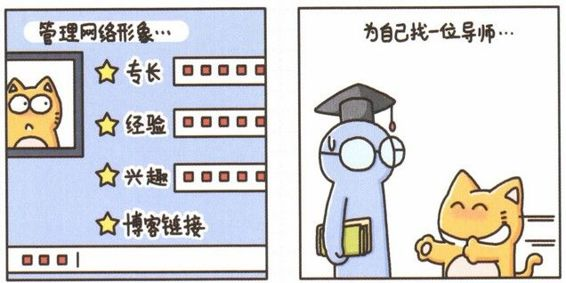 管理网络形象…
专长
经验
兴趣
博客链接
为自己找一位导师…